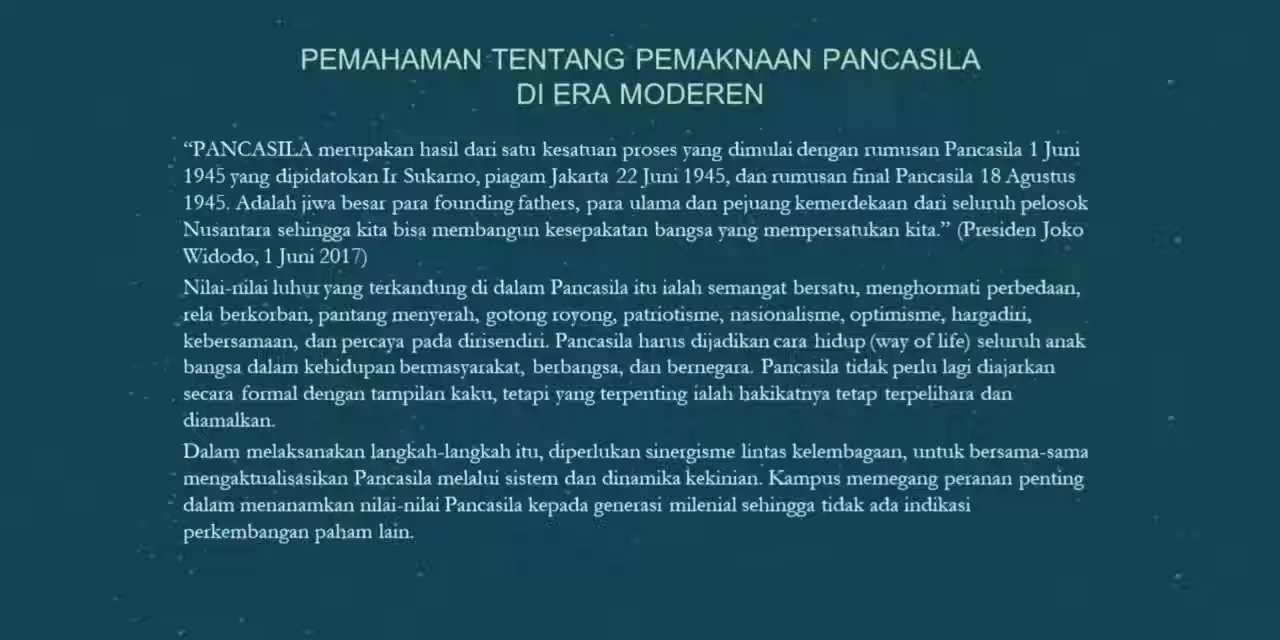 PEMAHAMAN TENTANG PEMAKNAAN PANCASILA
DI ERA MODEREN
“PANCASILA merupakan hasil dari satu kesatuan proses yang dimulai dengan rumusan Pancasila 1 Juni
1945 yang dipidatokan Ir Sukarno, piagam Jakarta 22 Juni 1945, dan rumusan final Pancasila 18 Agustus
1945. Adalah jiwa besar para founding fathers, para ulama dan pejuang kemerdekaan dari seluruh pelosok
Nusantara sehingga kita bisa membangun kesepakatan bangsa yang mempersatukan kita.” (Presiden Joko
Widodo, 1 Juni 2017)
Nilai-nilai luhur yang terkandung di dalam Pancasila itu ialah semangat bersatu, menghormati perbedaan,
rela berkorban, pantang menyerah, gotong royong, patriotisme, nasionalisme, optimisme, hargadiri,
kebersamaan, dan percaya pada dirisendiri. Pancasila harus dijadikan cara hidup (way of life) seluruh anak
bangsa dalam kehidupan bermasyarakat, berbangsa, dan bernegara. Pancasila tidak perlu lagi diajarkan
secara formal dengan tampilan kaku, tetapi yang terpenting ialah hakikatnya tetap terpelihara dan
diamalkan.
Dalam melaksanakan langkah-langkah itu, diperlukan sinergisme lintas kelembagaan, untuk bersama-sama
mengaktualisasikan Pancasila melalui sistem dan dinamika kekinian. Kampus memegang peranan penting
dalam menanamkan nilai-nilai Pancasila kepada generasi milenial sehingga tidak ada indikasi
perkembangan paham lain.